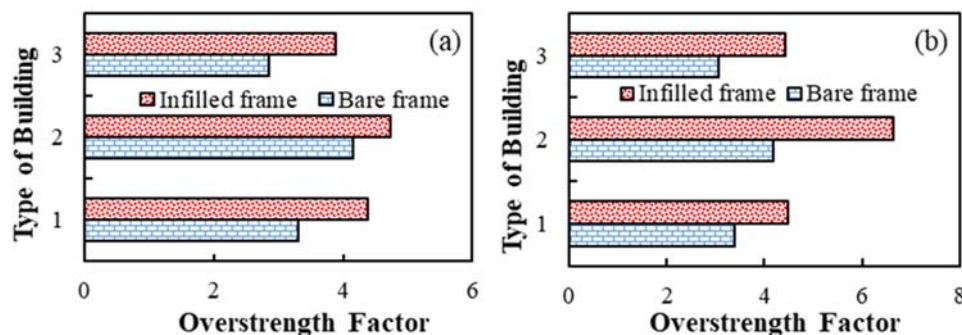 (a)
3
Infilled frame Bare frame
2
1
Type of Building
0 2 4 6
Overstrength Factor
(b)
3
Infilled frame Bare frame
2
1
Type of Building
0 2 4 6 8
Overstrength Factor